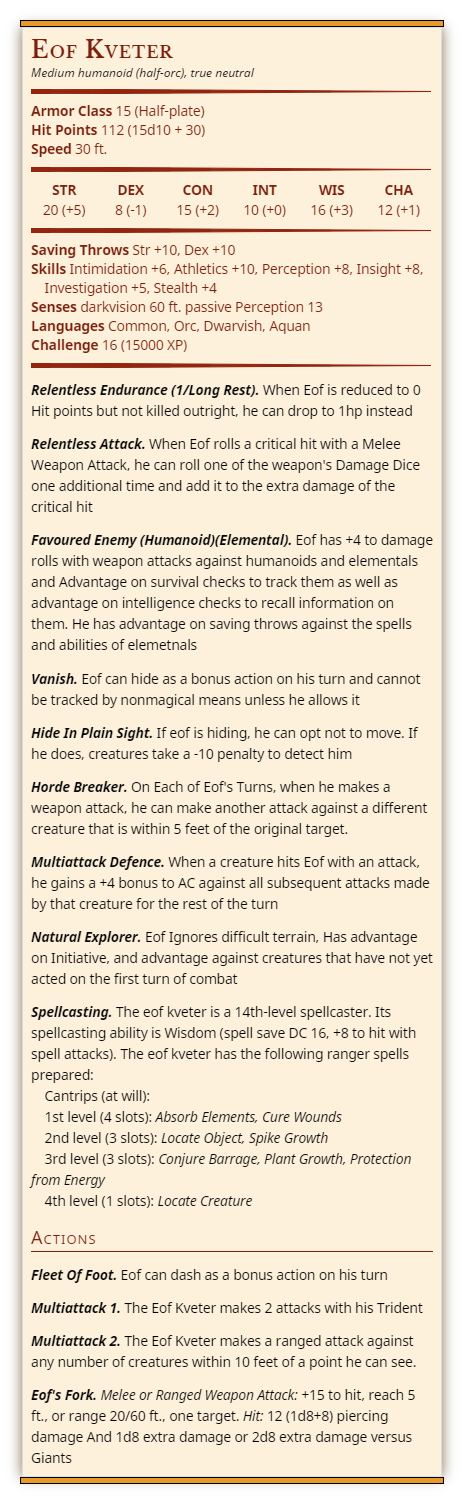 Eof Kveter
Medium humanoid (half-orc), true neutral
Armor Class 15 (Half-plate)
Hit Points 112 (15d10 + 30)
Speed 30 ft.
STR DEX CON INT WIS CHA
20 (+5) 8 (-1) 15 (+2) 10 (+0) 16 (+3) 12 (+1)
Saving Throws Str +10, Dex +10
Skills Intimidation +6, Athletics +10, Perception +8, Insight +8,
Investigation +5, Stealth +4
Senses darkvision 60 ft. passive Perception 13
Languages Common, Orc, Dwarvish, Aquan
Challenge 16 (15000 XP)
Relentless Endurance (1/Long Rest). When Eof is reduced to 0
Hit points but not killed outright, he can drop to 1hp instead
Relentless Attack. When Eof rolls a critical hit with a Melee
Weapon Attack, he can roll one of the weapon's Damage Dice
one additional time and add it to the extra damage of the
critical hit
Favoured Enemy (Humanoid)(Elemental). Eof has +4 to damage
rolls with weapon attacks against humanoids and elementals
and Advantage on survival checks to track them as well as
advantage on intelligence checks to recall information on
them. He has advantage on saving throws against the spells
and abilities of elemetnals
Vanish. Eof can hide as a bonus action on his turn and cannot
be tracked by nonmagical means unless he allows it
Hide In Plain Sight. If eof is hiding, he can opt not to move. If
he does, creatures take a -10 penalty to detect him
Horde Breaker. On Each of Eof's Turns, when he makes a
weapon attack, he can make another attack against a different
creature that is within 5 feet of the original target.
Multiattack Defence. When a creature hits Eof with an attack,
he gains a +4 bonus to AC against all subsequent attacks made
by that creature for the rest of the turn
Natural Explorer. Eof Ignores difficult terrain, Has advantage
on Initiative, and advantage against creatures that have not yet
acted on the first turn of combat
Spellcasting. The eof kveter is a 14th-level spellcaster. Its
spellcasting ability is Wisdom (spell save DC 16, +8 to hit with
spell attacks). The eof kveter has the following ranger spells
prepared:
Cantrips (at will):
1st level (4 slots): Absorb Elements, Cure Wounds
2nd level (3 slots): Locate Object, Spike Growth
3rd level (3 slots): Conjure Barrage, Plant Growth, Protection
from Energy
4th level (1 slots): Locate Creature
Actions
Fleet Of Foot. Eof can dash as a bonus action on his turn
Multiattack 1. The Eof Kveter makes 2 attacks with his Trident
Multiattack 2. The Eof Kveter makes a ranged attack against
any number of creatures within 10 feet of a point he can see.
Eof's Fork. Melee or Ranged Weapon Attack: +15 to hit, reach 5
ft., or range 20/60 ft., one target. Hit: 12 (1d8+8) piercing
damage And 1d8 extra damage or 2d8 extra damage versus
Giants